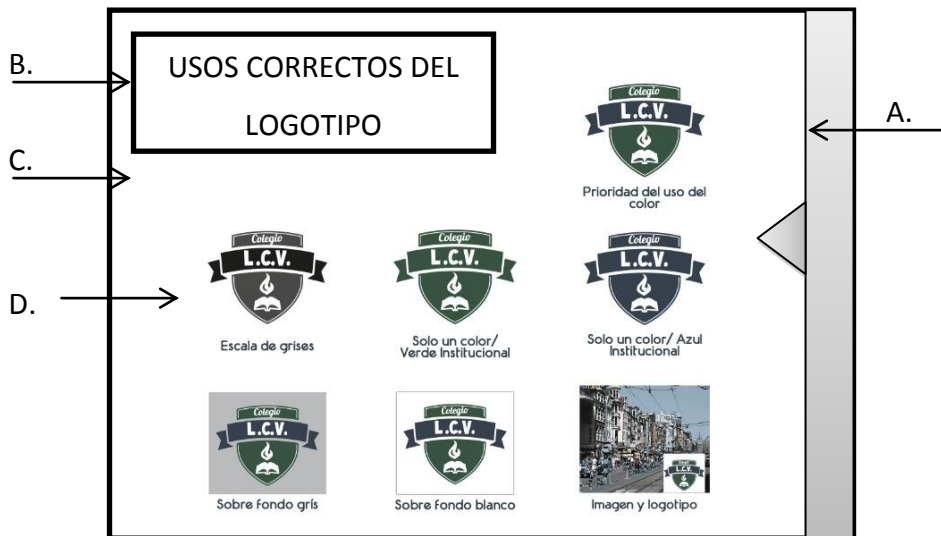 B.
USOS CORRECTOS DEL
LOGOTIPO
A.
C.
Colegio
L.C.V.
Prioridad del uso del
color
D.
Colegio
L.C.V.
Escala de grises
Colegio
L.C.V.
Solo un color/
Verde Institucional
Colegio
L.C.V.
Solo un color/ Azul
Institucional
Colegio
L.C.V.
Sobre fondo grís
Colegio
L.C.V.
Sobre fondo blanco
L.C.V.
Imagen y logotipo